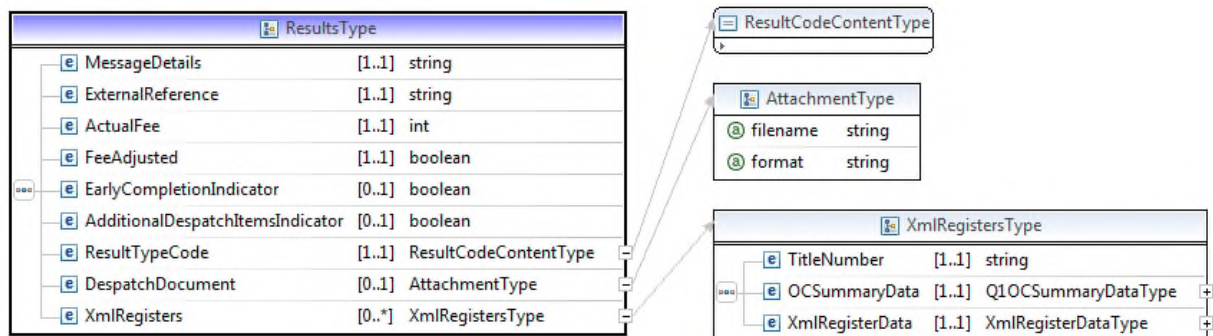 ResultsType
MessageDetails [1..1] string
ExternalReference [1..1] string
ActualFee [1..1] int
FeeAdjusted [1..1] boolean
EarlyCompletionIndicator [0..1] boolean
AdditionalDespatchItemsIndicator [0..1] boolean
ResultTypeCode [1..1] ResultCodeContentType
DespatchDocument [0..1] AttachmentType
XmlRegisters [0..*] XmlRegistersType
ResultCodeContentType
AttachmentType
filename string
format string
XmlRegistersType
TitleNumber [1..1] string
OCSummaryData [1..1] Q1OCSummaryDataType
XmlRegisterData [1..1] XmlRegisterDataType